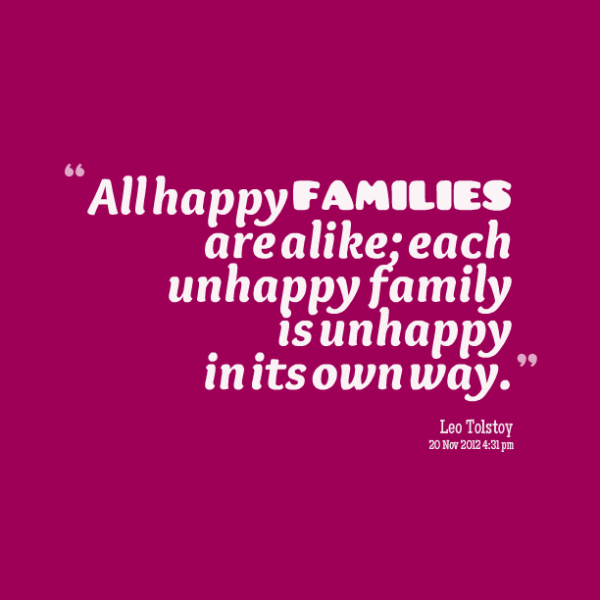 “All happy FAMILIES
are alike; each
unhappy family
is unhappy
in its own way.”
Leo Tolstoy
20 Nov 2012 4:31 pm